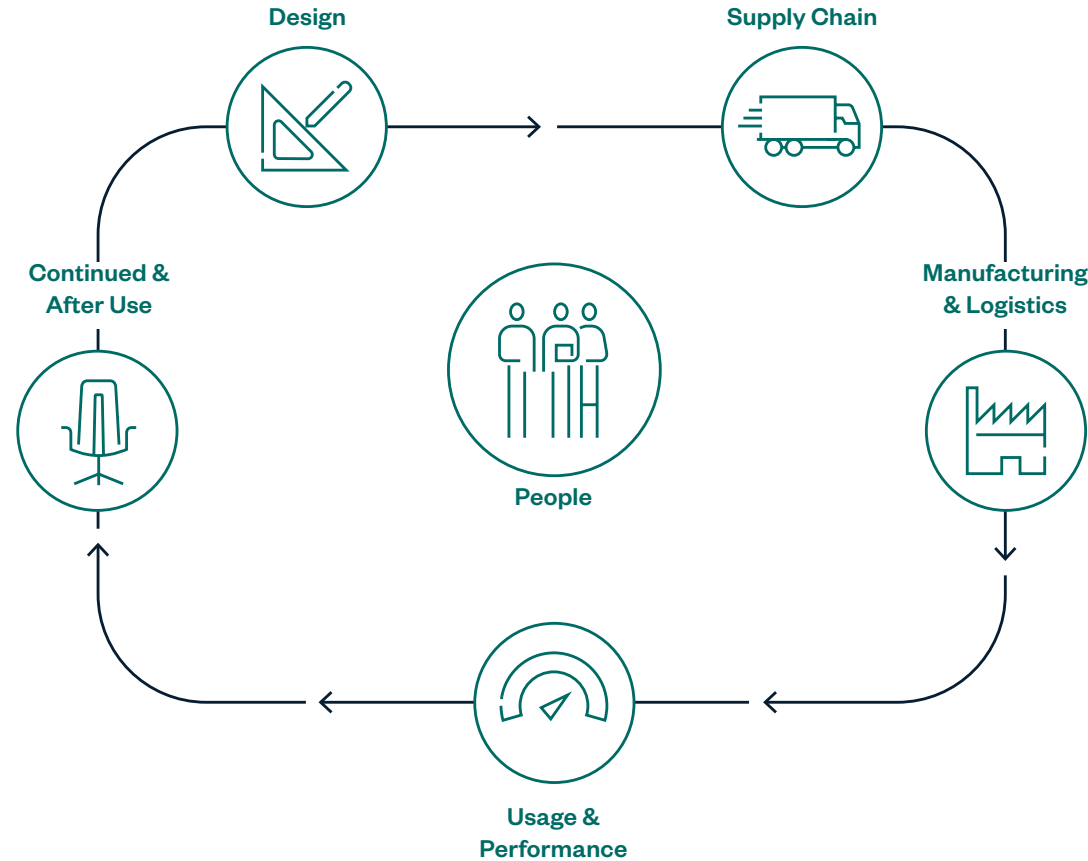 Design
Supply Chain
Continued &
After Use
Manufacturing
& Logistics
People
Usage &
Performance